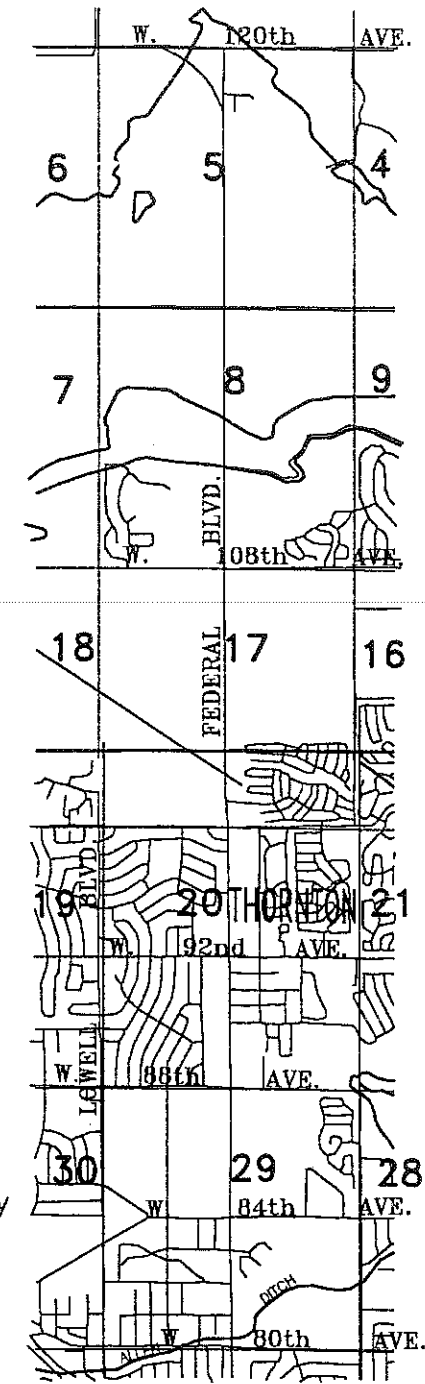 W. 120th AVE.
6 5 4
7 8 9
BLVD.
W. 108th AVE.
18 17 16
FEDERAL
BLVD.
19 20 THORNTON 21
W. 92nd AVE.
LOWELL
W. 88th AVE.
30 29 28
W 84th AVE.
DITCH
W 80th AVE.
ALLEN